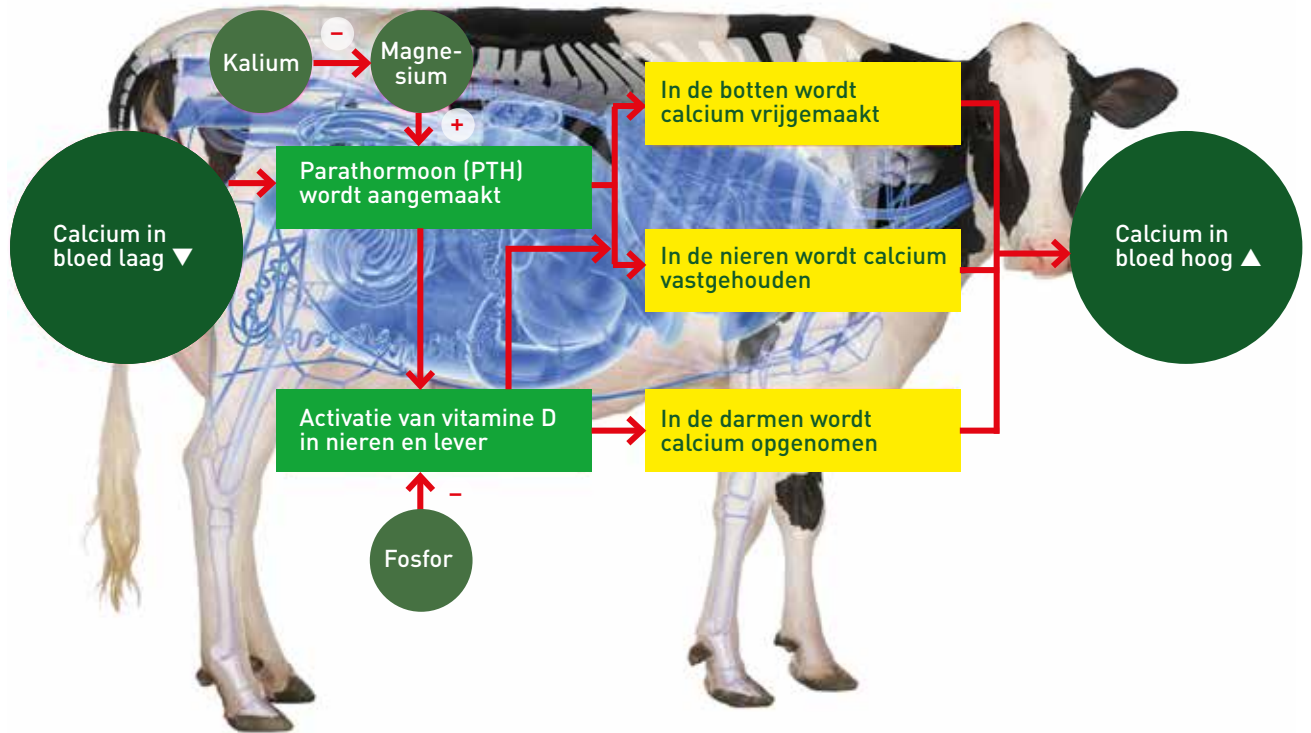 Kalium
–
Magne-
sium
+
In de botten wordt
calcium vrijgemaakt
Parathormoon (PTH)
wordt aangemaakt
Calcium in
bloed laag ▼
In de nieren wordt calcium
vastgehouden
Calcium in
bloed hoog ▲
Activatie van vitamine D
in nieren en lever
In de darmen wordt
calcium opgenomen
–
Fosfor